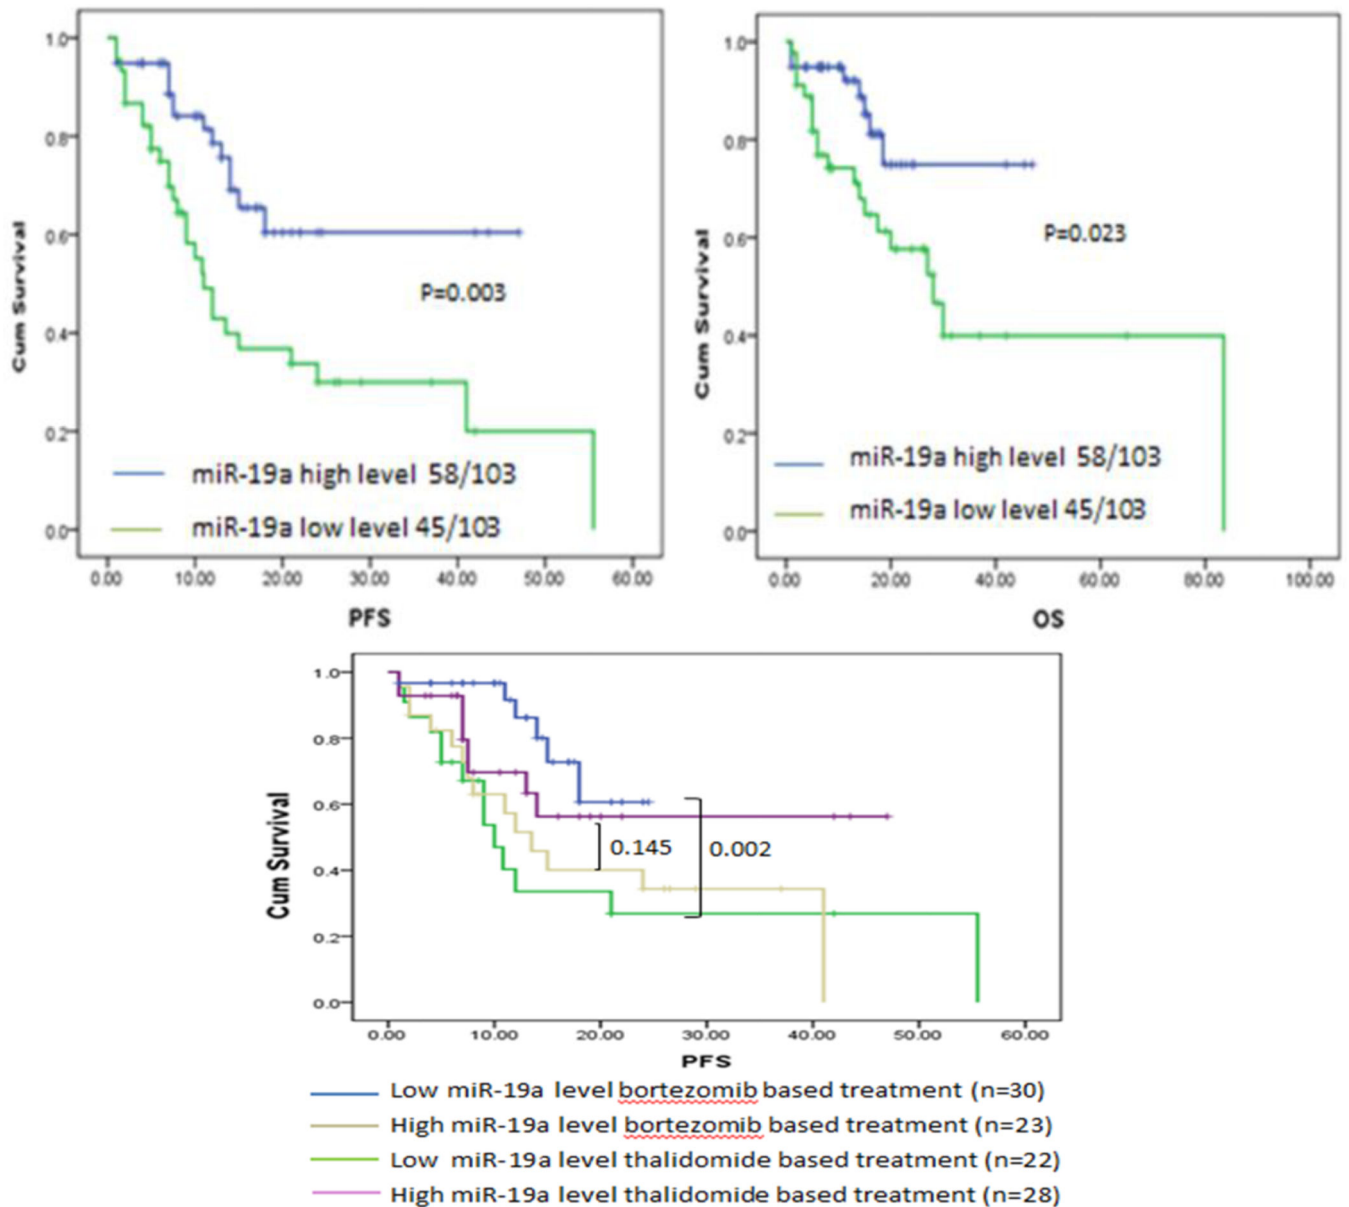 1.0
0.8
0.6
0.4
0.2
0.0
Cum Survival
P=0.003
miR-19a high level 58/103
miR-19a low level 45/103
0.00 10.00 20.00 30.00 40.00 50.00 60.00
PFS
1.0
0.8
0.6
0.4
0.2
0.0
Cum Survival
P=0.023
miR-19a high level 58/103
miR-19a low level 45/103
0.00 20.00 40.00 60.00 80.00 100.00
OS
1.0
0.8
0.6
0.4
0.2
0.0
Cum Survival
0.145
0.002
0.00 10.00 20.00 30.00 40.00 50.00 60.00
PFS
Low miR-19a level bortezomib based treatment (n=30)
High miR-19a level bortezomib based treatment (n=23)
Low miR-19a level thalidomide based treatment (n=22)
High miR-19a level thalidomide based treatment (n=28)